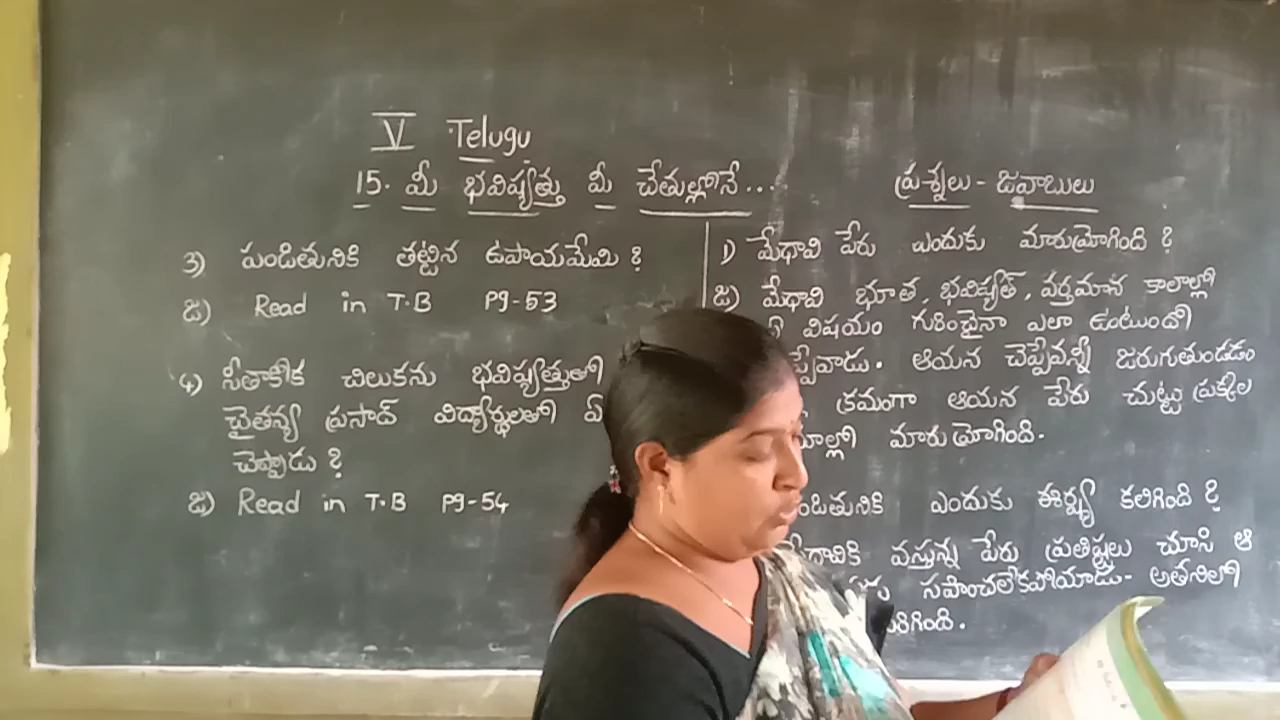 V Telugu
15. మీ భవిష్యత్తు మీ చేతుల్లోనే...
ప్రశ్నలు - జవాబులు
3) పండితునికి తట్టిన ఉపాయమేమి ?
జ) Read in T.B Pg-53
4) సీతాకోక చిలుకను భవిష్యత్తుతో
చైతన్య ప్రసాద్ విద్యార్థులతో ఏ
చెప్పాడు ?
జ) Read in T.B Pg-54
1) మేధావి పేరు ఎందుకు మారుమ్రోగింది ?
జ) మేధావి భూత, భవిష్యత్, వర్తమాన కాలాల్లో
ఏ విషయం గురించైనా ఎలా ఉంటుందో
ఆయన చెప్పేవన్నీ జరుగుతుండడం
క్రమంగా ఆయన పేరు చుట్టు ప్రక్కల
మారుమ్రోగింది.
ఎందుకు ఈర్ష్య కలిగింది ?
వస్తున్న పేరు ప్రతిష్టలు చూసి ఆ
సహించలేకపోయాడు- అతనిలో